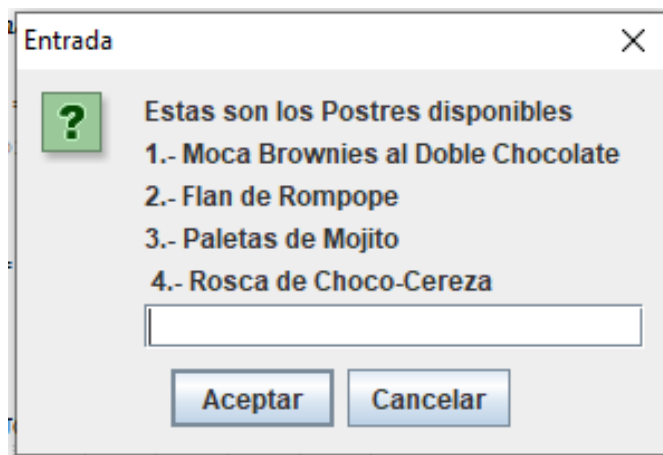 Entrada
?
Estas son los Postres disponibles
1.- Moca Brownies al Doble Chocolate
2.- Flan de Rompope
3.- Paletas de Mojito
4.- Rosca de Choco-Cereza
Aceptar Cancelar